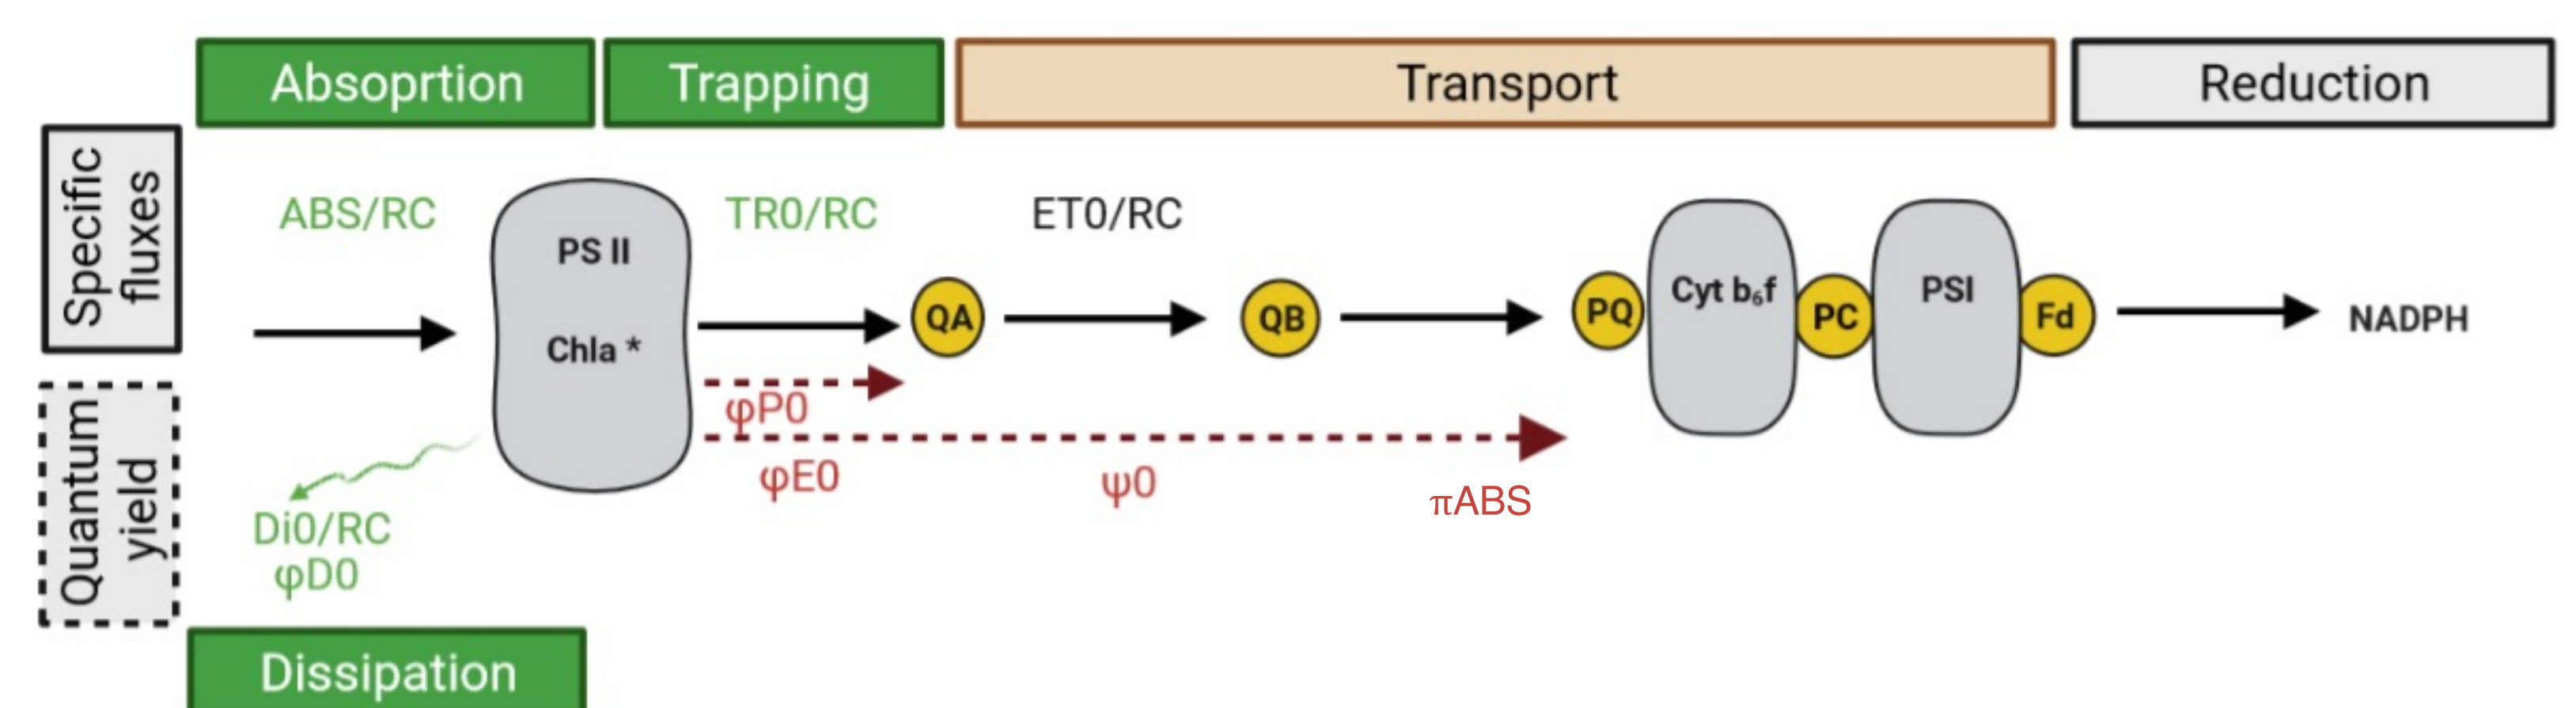 Absoprtion
Trapping
Transport
Reduction
Specific
fluxes
ABS/RC
TR0/RC
ET0/RC
PS II
Chla *
QA
QB
PQ
Cyt b₆f
PC
PSI
Fd
NADPH
φP0
φE0
ψ0
πABS
Quantum
yield
Di0/RC
φD0
Dissipation